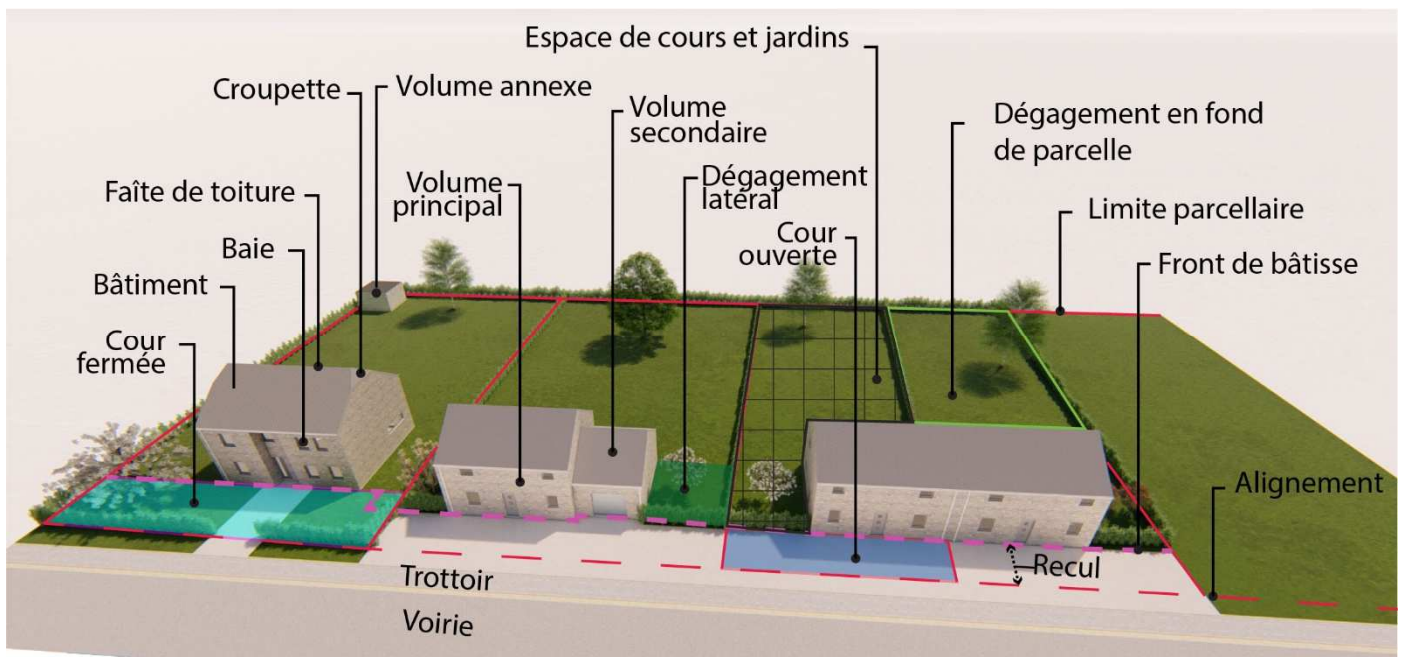 Espace de cours et jardins
Croupette
Volume annexe
Volume
secondaire
Dégagement en fond
de parcelle
Faîte de toiture
Volume
principal
Dégagement
latéral
Limite parcellaire
Baie
Cour
ouverte
Front de bâtisse
Bâtiment
Cour
fermée
Alignement
Recul
Trottoir
Voirie